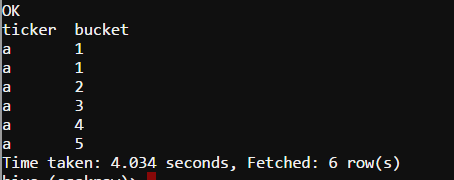 OK
ticker  bucket
a       1
a       1
a       2
a       3
a       4
a       5
Time taken: 4.034 seconds, Fetched: 6 row(s)